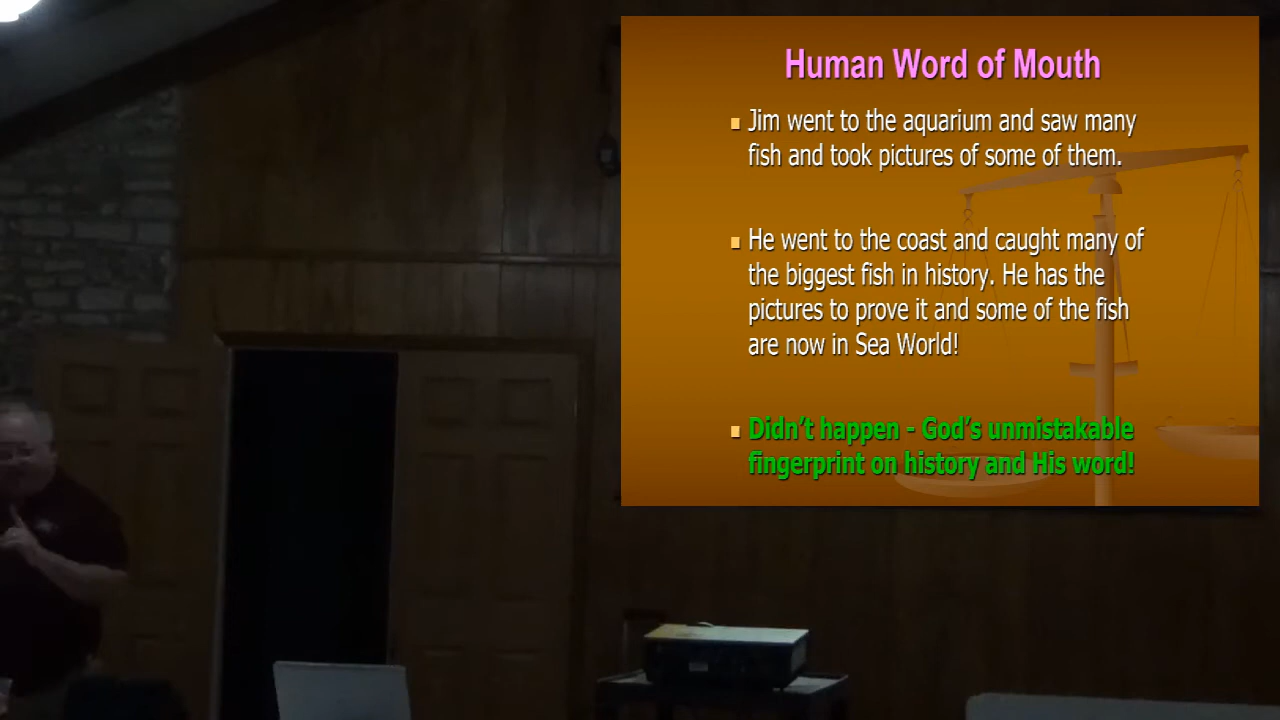 Human Word of Mouth
Jim went to the aquarium and saw many
fish and took pictures of some of them.
He went to the coast and caught many of
the biggest fish in history. He has the
pictures to prove it and some of the fish
are now in Sea World!
Didn't happen - God's unmistakable
fingerprint on history and His word!